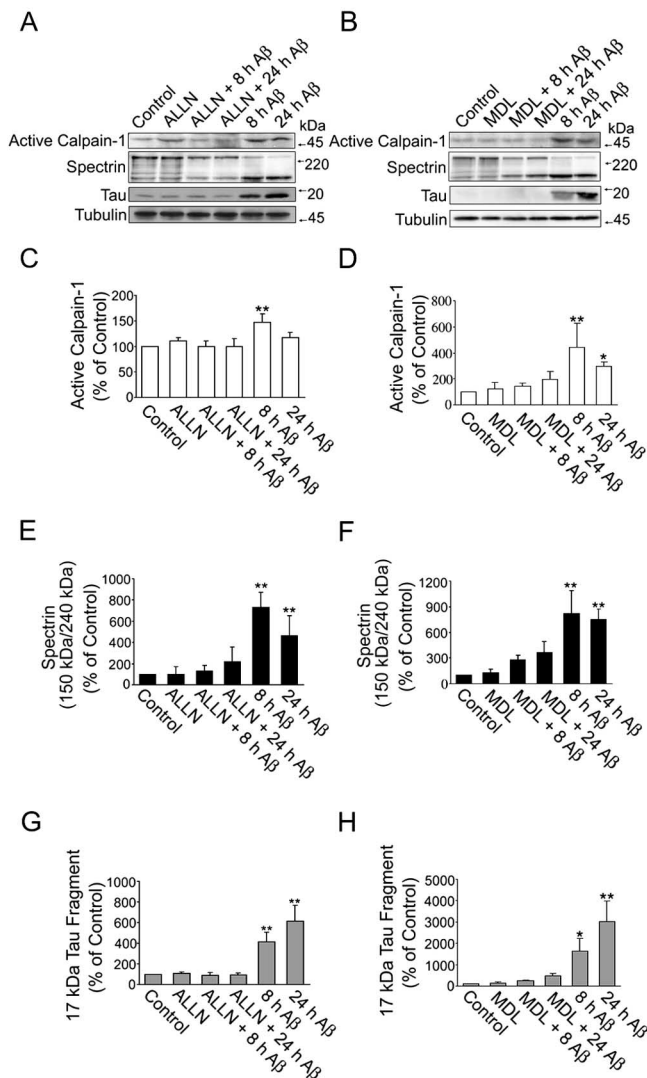 A
Control
ALLN
ALLN + 8 h Aβ
ALLN + 24 h Aβ
8 h Aβ
24 h Aβ
kDa
Active Calpain-1
45
Spectrin
220
Tau
20
Tubulin
45
B
Control
MDL
MDL + 8 h Aβ
MDL + 24 h Aβ
8 h Aβ
24 h Aβ
kDa
Active Calpain-1
45
Spectrin
220
Tau
20
Tubulin
45
C
Active Calpain-1
(% of Control)
200
150
100
50
0
**
Control
ALLN
ALLN + 8 h Aβ
ALLN + 24 h Aβ
8 h Aβ
24 h Aβ
D
Active Calpain-1
(% of Control)
800
600
400
200
0
**
*
Control
MDL
MDL + 8 Aβ
MDL + 24 Aβ
8 h Aβ
24 h Aβ
E
Spectrin
(150 kDa/240 kDa)
(% of Control)
1000
800
600
400
200
0
**
**
Control
ALLN
ALLN + 8 h Aβ
ALLN + 24 h Aβ
8 h Aβ
24 h Aβ
F
Spectrin
(150 kDa/240 kDa)
(% of Control)
1200
900
600
300
0
**
**
Control
MDL
MDL + 8 Aβ
MDL + 24 Aβ
8 h Aβ
24 h Aβ
G
17 kDa Tau Fragment
(% of Control)
1000
800
600
400
200
0
**
**
Control
ALLN
ALLN + 8 h Aβ
ALLN + 24 h Aβ
8 h Aβ
24 h Aβ
H
17 kDa Tau Fragment
(% of Control)
5000
4000
3000
2000
1000
0
*
**
Control
MDL
MDL + 8 Aβ
MDL + 24 Aβ
8 h Aβ
24 h Aβ